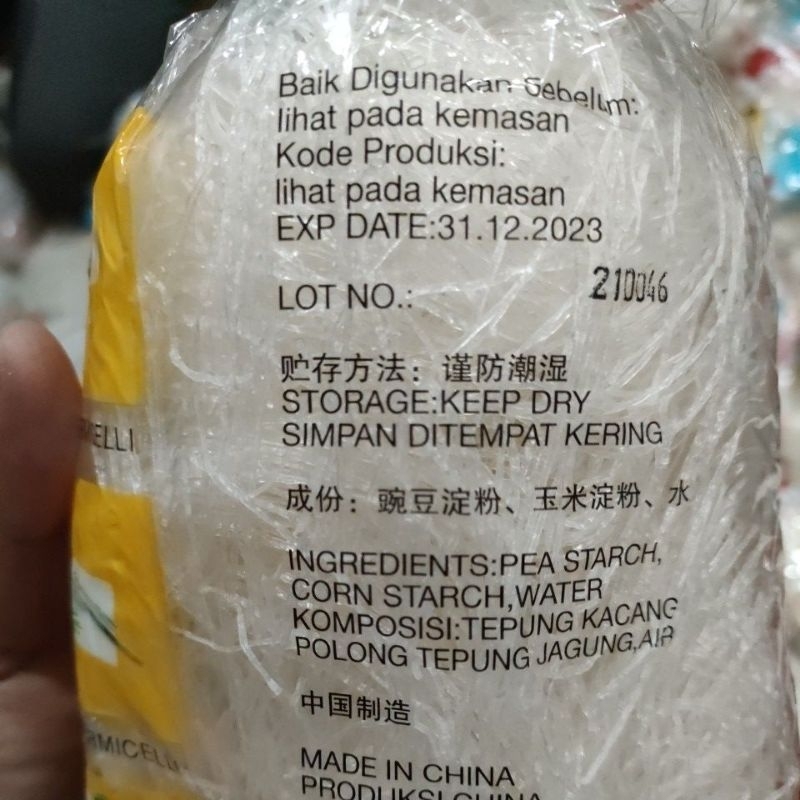 Baik Digunakan Sebelum:
lihat pada kemasan
Kode Produksi:
lihat pada kemasan
EXP DATE:31.12.2023
LOT NO.: 210046
贮存方法：谨防潮湿
STORAGE:KEEP DRY
SIMPAN DITEMPAT KERING
成份：豌豆淀粉、玉米淀粉、水
INGREDIENTS:PEA STARCH,
CORN STARCH,WATER
KOMPOSISI:TEPUNG KACANG
POLONG TEPUNG JAGUNG,AIR
中国制造
MADE IN CHINA
PRODUKSI CHINA